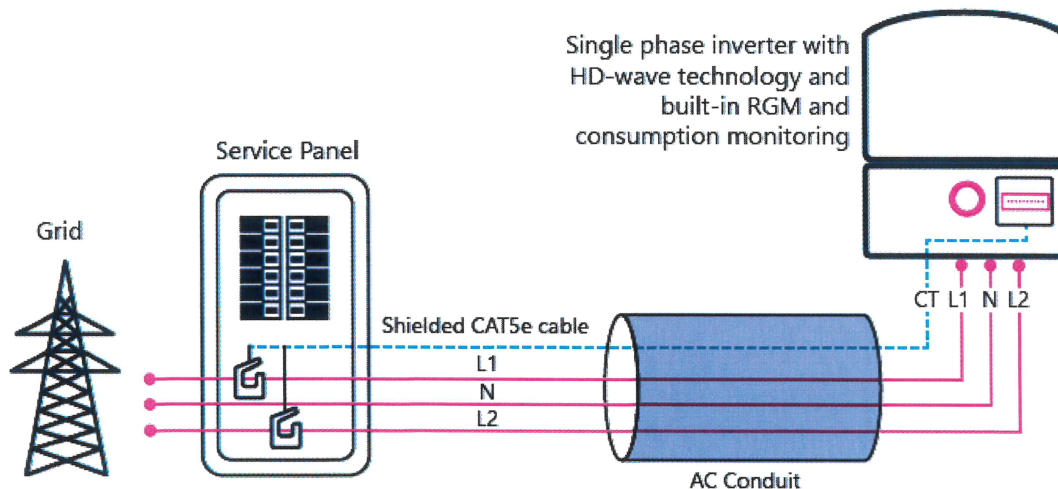 Single phase inverter with
HD-wave technology and
built-in RGM and
consumption monitoring
Service Panel
Grid
CT L1 N L2
Shielded CAT5e cable
L1
N
L2
AC Conduit